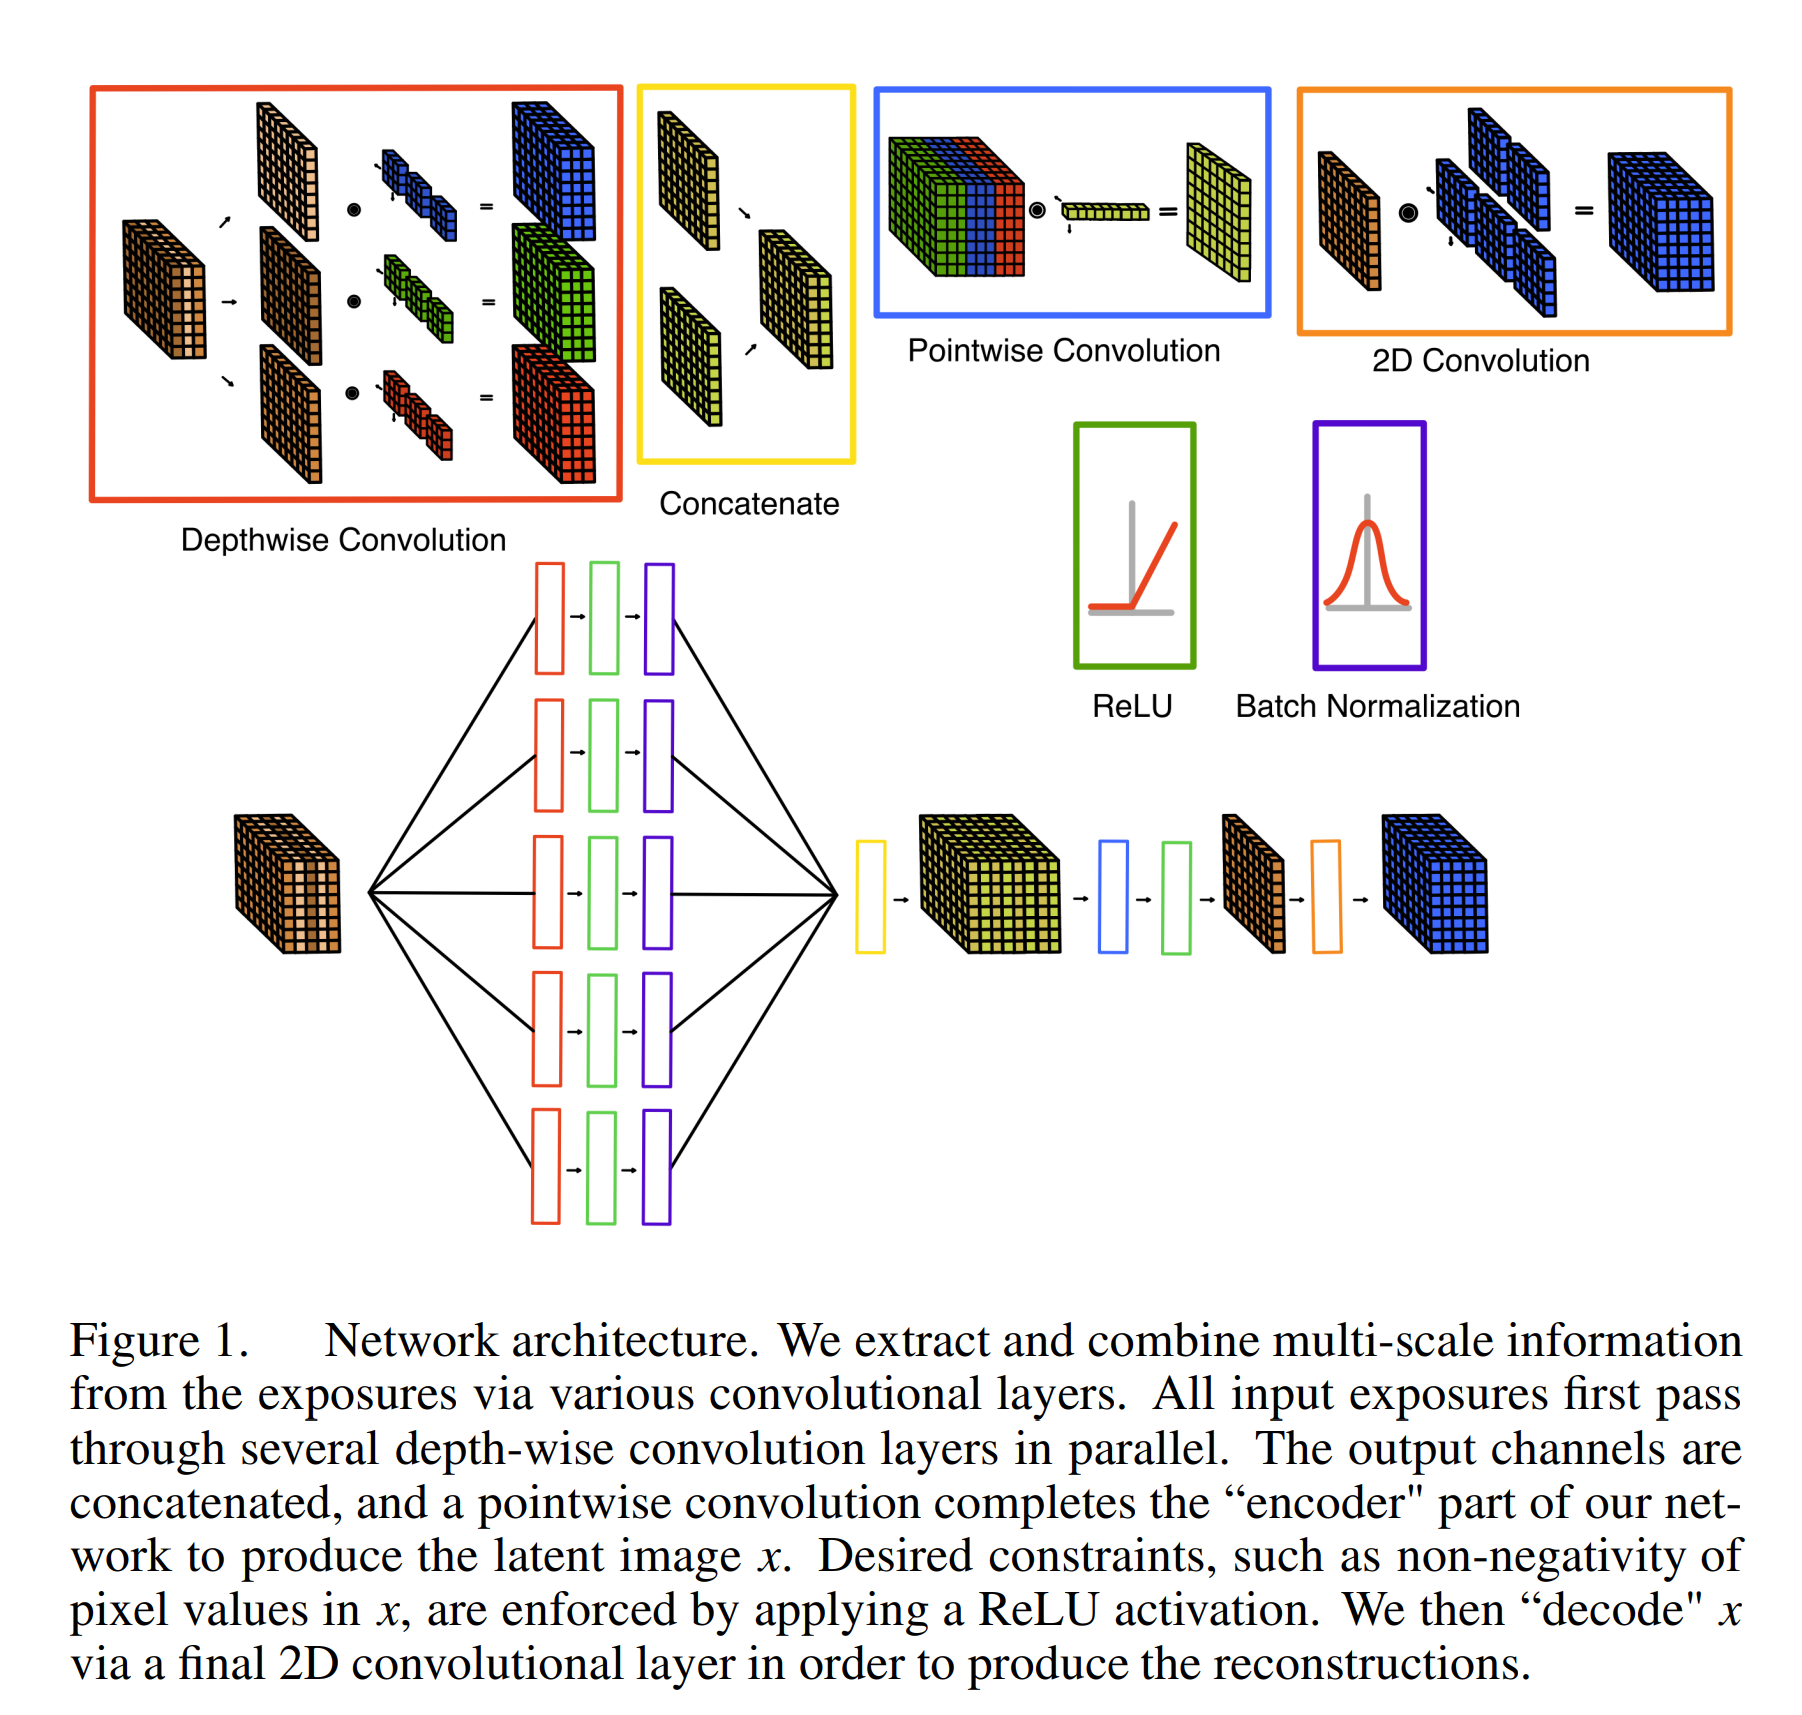 Depthwise Convolution
Concatenate
Pointwise Convolution
2D Convolution
ReLU
Batch Normalization
Figure 1. Network architecture. We extract and combine multi-scale information
from the exposures via various convolutional layers. All input exposures first pass
through several depth-wise convolution layers in parallel. The output channels are
concatenated, and a pointwise convolution completes the “encoder" part of our net-
work to produce the latent image x. Desired constraints, such as non-negativity of
pixel values in x, are enforced by applying a ReLU activation. We then “decode" x
via a final 2D convolutional layer in order to produce the reconstructions.